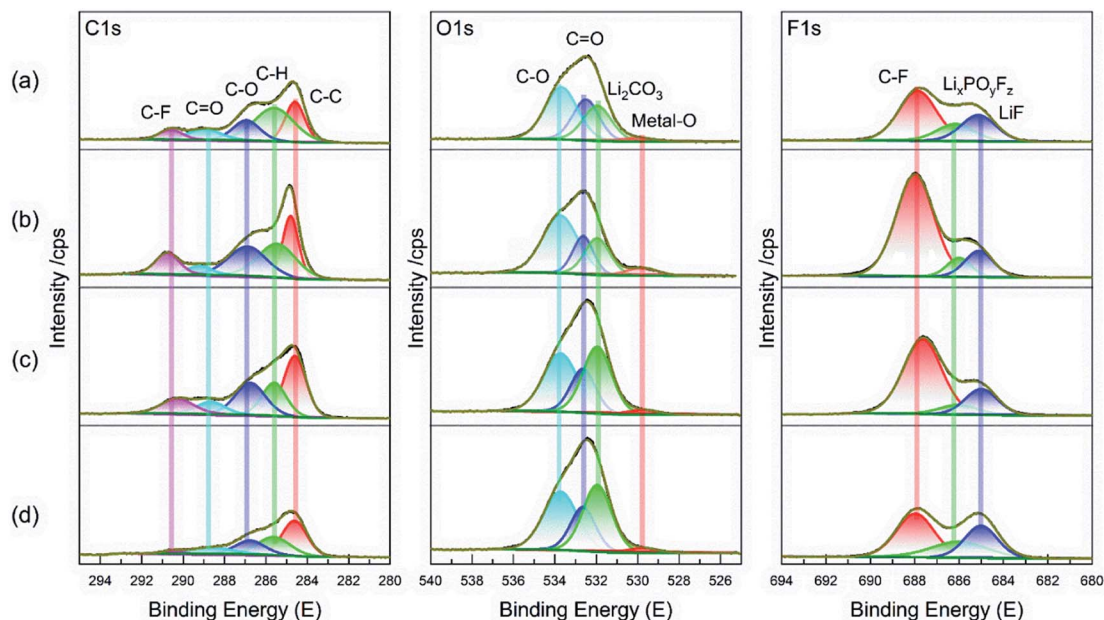 C1s
O1s
F1s
(a)
C-F
C=O
C-O
C-H
C-C
C-O
C=O
Li₂CO₃
Metal-O
C-F
LiₓPOᵧF_z
LiF
(b)
(c)
(d)
Intensity /cps
Intensity /cps
Intensity /cps
294 292 290 288 286 284 282 280
540 538 536 534 532 530 528 526
694 692 690 688 686 684 682 680
Binding Energy (E)
Binding Energy (E)
Binding Energy (E)